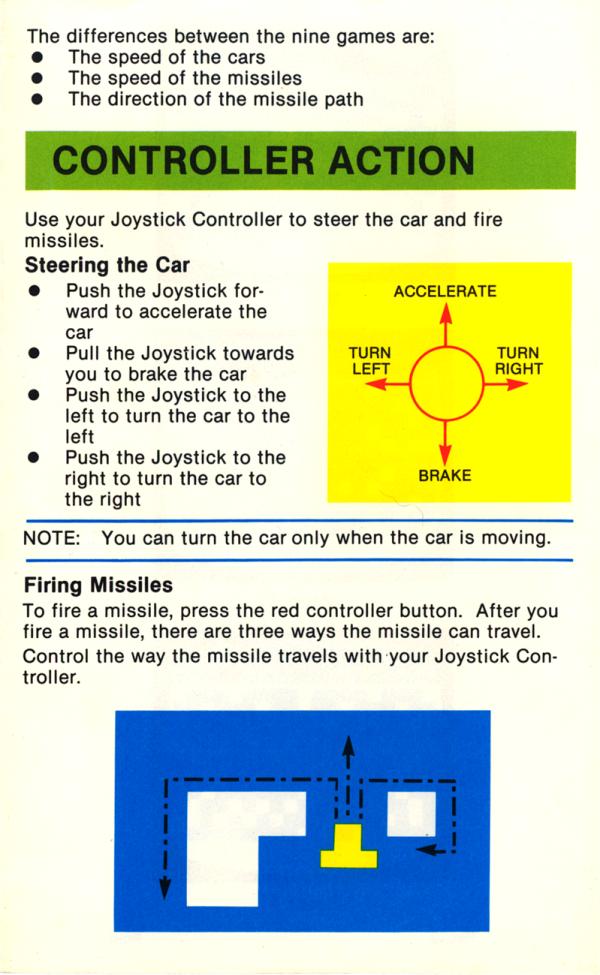 The differences between the nine games are:
● The speed of the cars
● The speed of the missiles
● The direction of the missile path
CONTROLLER ACTION
Use your Joystick Controller to steer the car and fire
missiles.
Steering the Car
● Push the Joystick for-
ward to accelerate the
car
● Pull the Joystick towards
you to brake the car
● Push the Joystick to the
left to turn the car to the
left
● Push the Joystick to the
right to turn the car to
the right
ACCELERATE
TURN
LEFT
TURN
RIGHT
BRAKE
NOTE: You can turn the car only when the car is moving.
Firing Missiles
To fire a missile, press the red controller button. After you
fire a missile, there are three ways the missile can travel.
Control the way the missile travels with your Joystick Con-
troller.